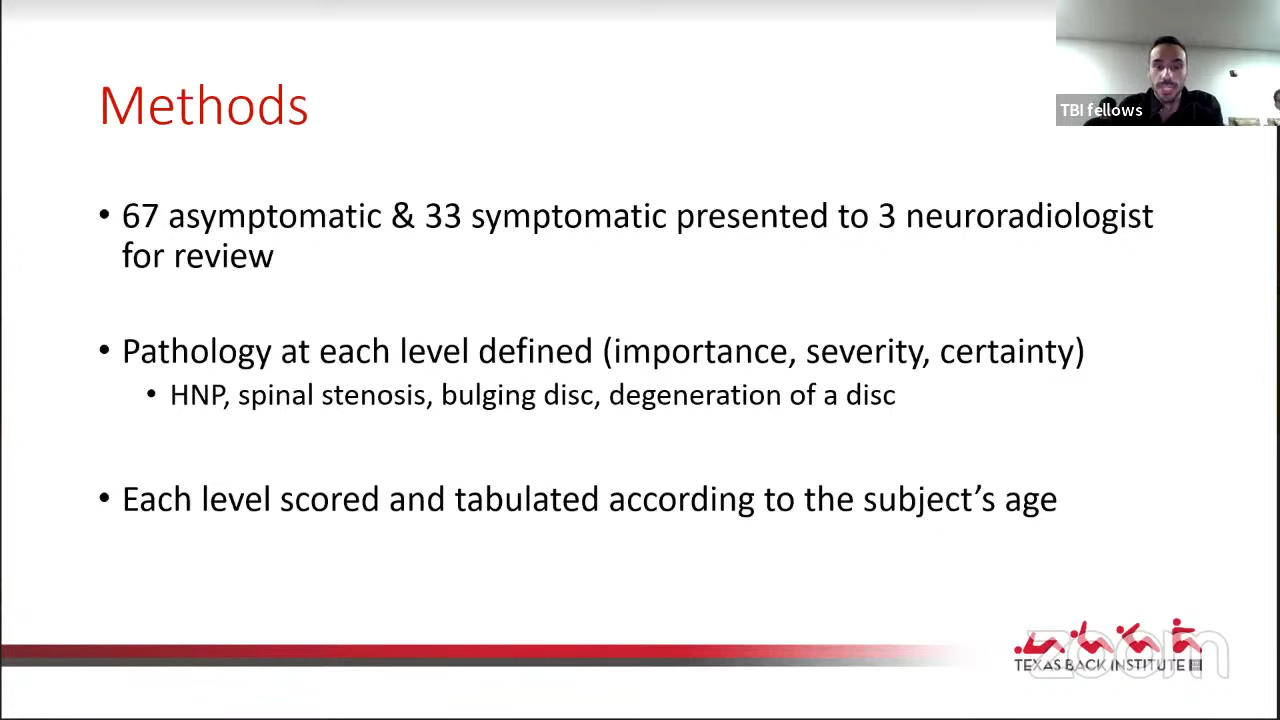 Methods
TBI fellows
• 67 asymptomatic & 33 symptomatic presented to 3 neuroradiologist
for review
• Pathology at each level defined (importance, severity, certainty)
• HNP, spinal stenosis, bulging disc, degeneration of a disc
• Each level scored and tabulated according to the subject’s age
zoom
TEXAS BACK INSTITUTE